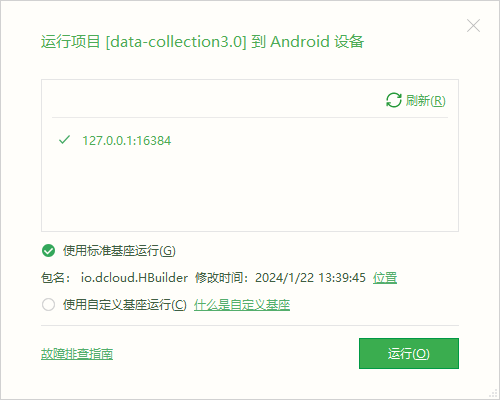 运行项目 [data-collection3.0] 到 Android 设备
刷新(R)
127.0.0.1:16384
使用标准基座运行(G)
包名： io.dcloud.HBuilder 修改时间：2024/1/22 13:39:45 位置
使用自定义基座运行(C) 什么是自定义基座
故障排查指南
运行(O)